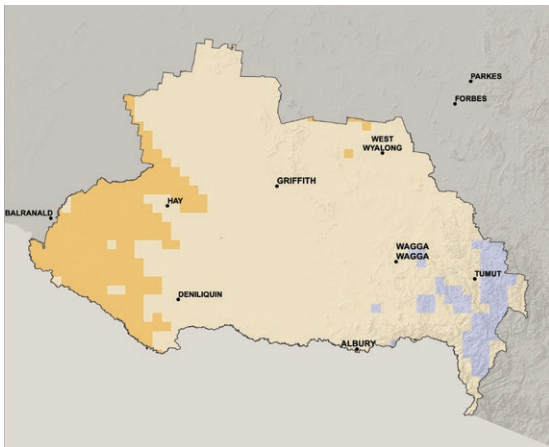 PARKES
FORBES
WEST
WYALONG
GRIFFITH
HAY
BALRANALD
WAGGA
WAGGA
TUMUT
DENILIQUIN
ALBURY